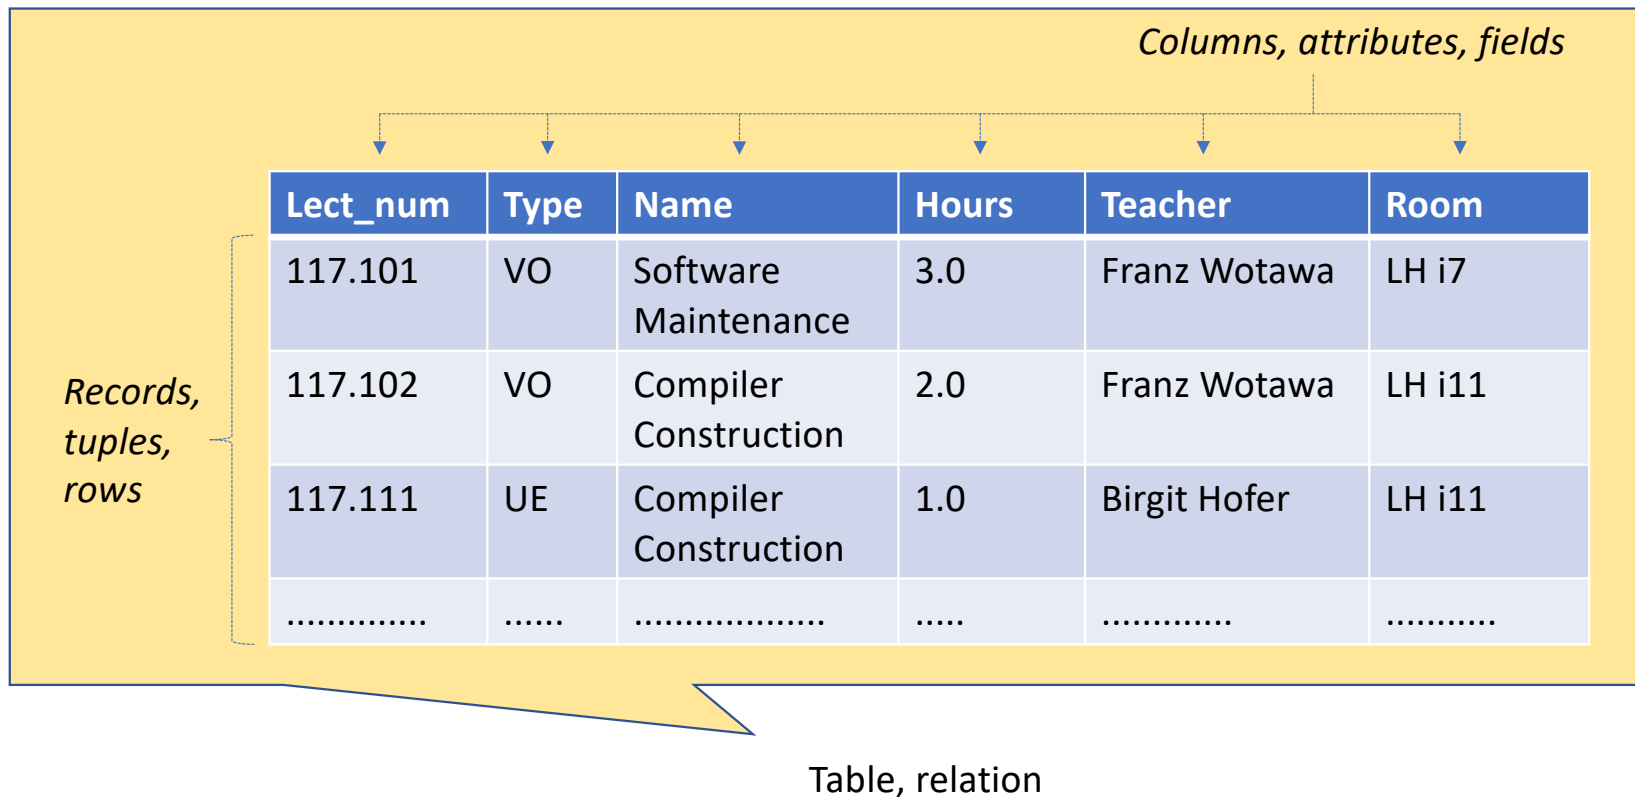 Columns, attributes, fields
Lect_num Type Name Hours Teacher Room
117.101 VO Software Maintenance 3.0 Franz Wotawa LH i7
117.102 VO Compiler Construction 2.0 Franz Wotawa LH i11
117.111 UE Compiler Construction 1.0 Birgit Hofer LH i11
.............. ...... ................... ..... ............. ...........
Records,
tuples,
rows
Table, relation